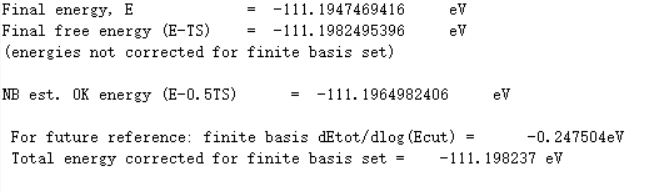 Final energy, E = -111.1947469416 eV
Final free energy (E-TS) = -111.1982495396 eV
(energies not corrected for finite basis set)
NB est. 0K energy (E-0.5TS) = -111.1964982406 eV
For future reference: finite basis dEtot/dlog(Ecut) = -0.247504eV
Total energy corrected for finite basis set = -111.198237 eV